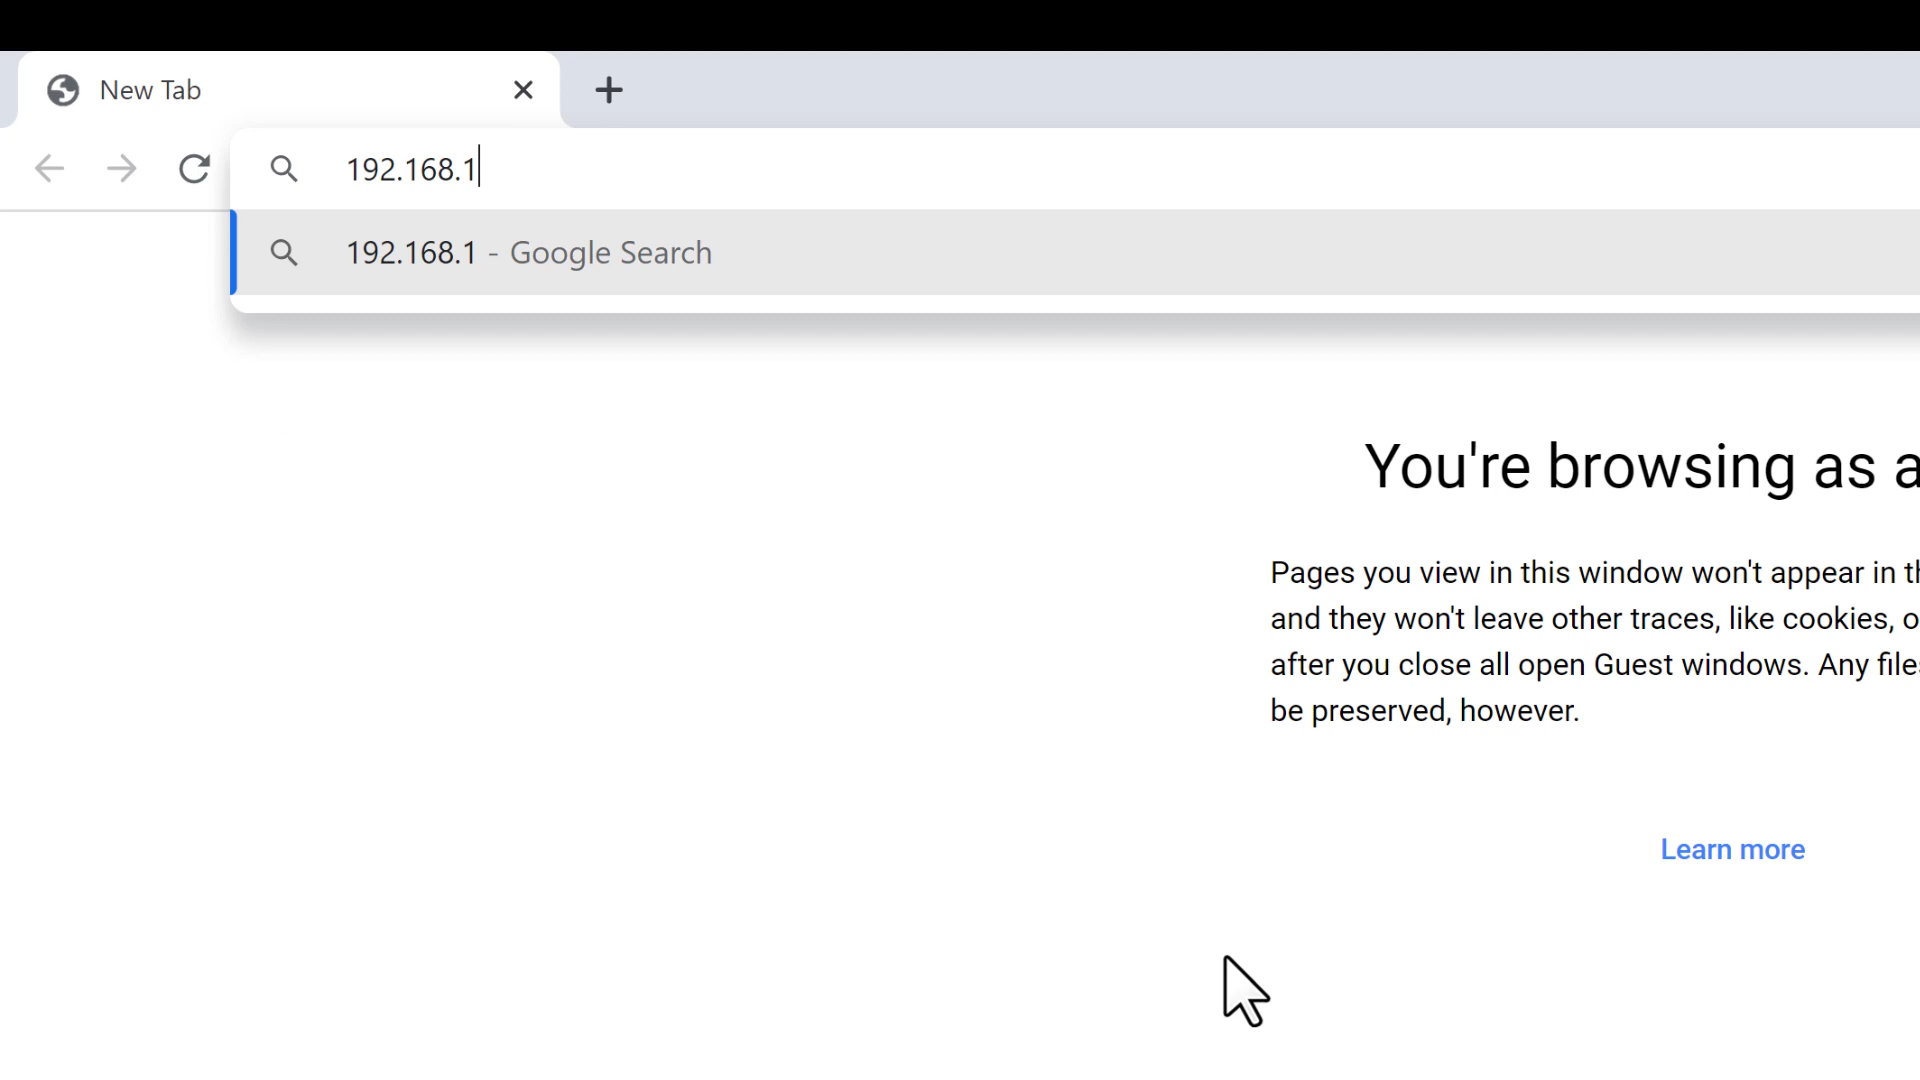 New Tab
192.168.1
192.168.1 - Google Search
You're browsing as a
Pages you view in this window won't appear in th
and they won't leave other traces, like cookies, o
after you close all open Guest windows. Any files
be preserved, however.
Learn more